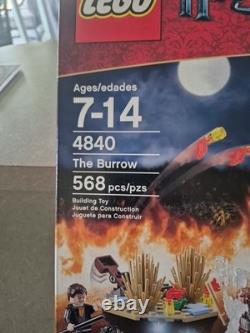 LEGO
Ages/edades
7-14
4840
The Burrow
568 pcs/pzs
Building Toy
Jouet de Construction
Juguete para Construir
© ebay